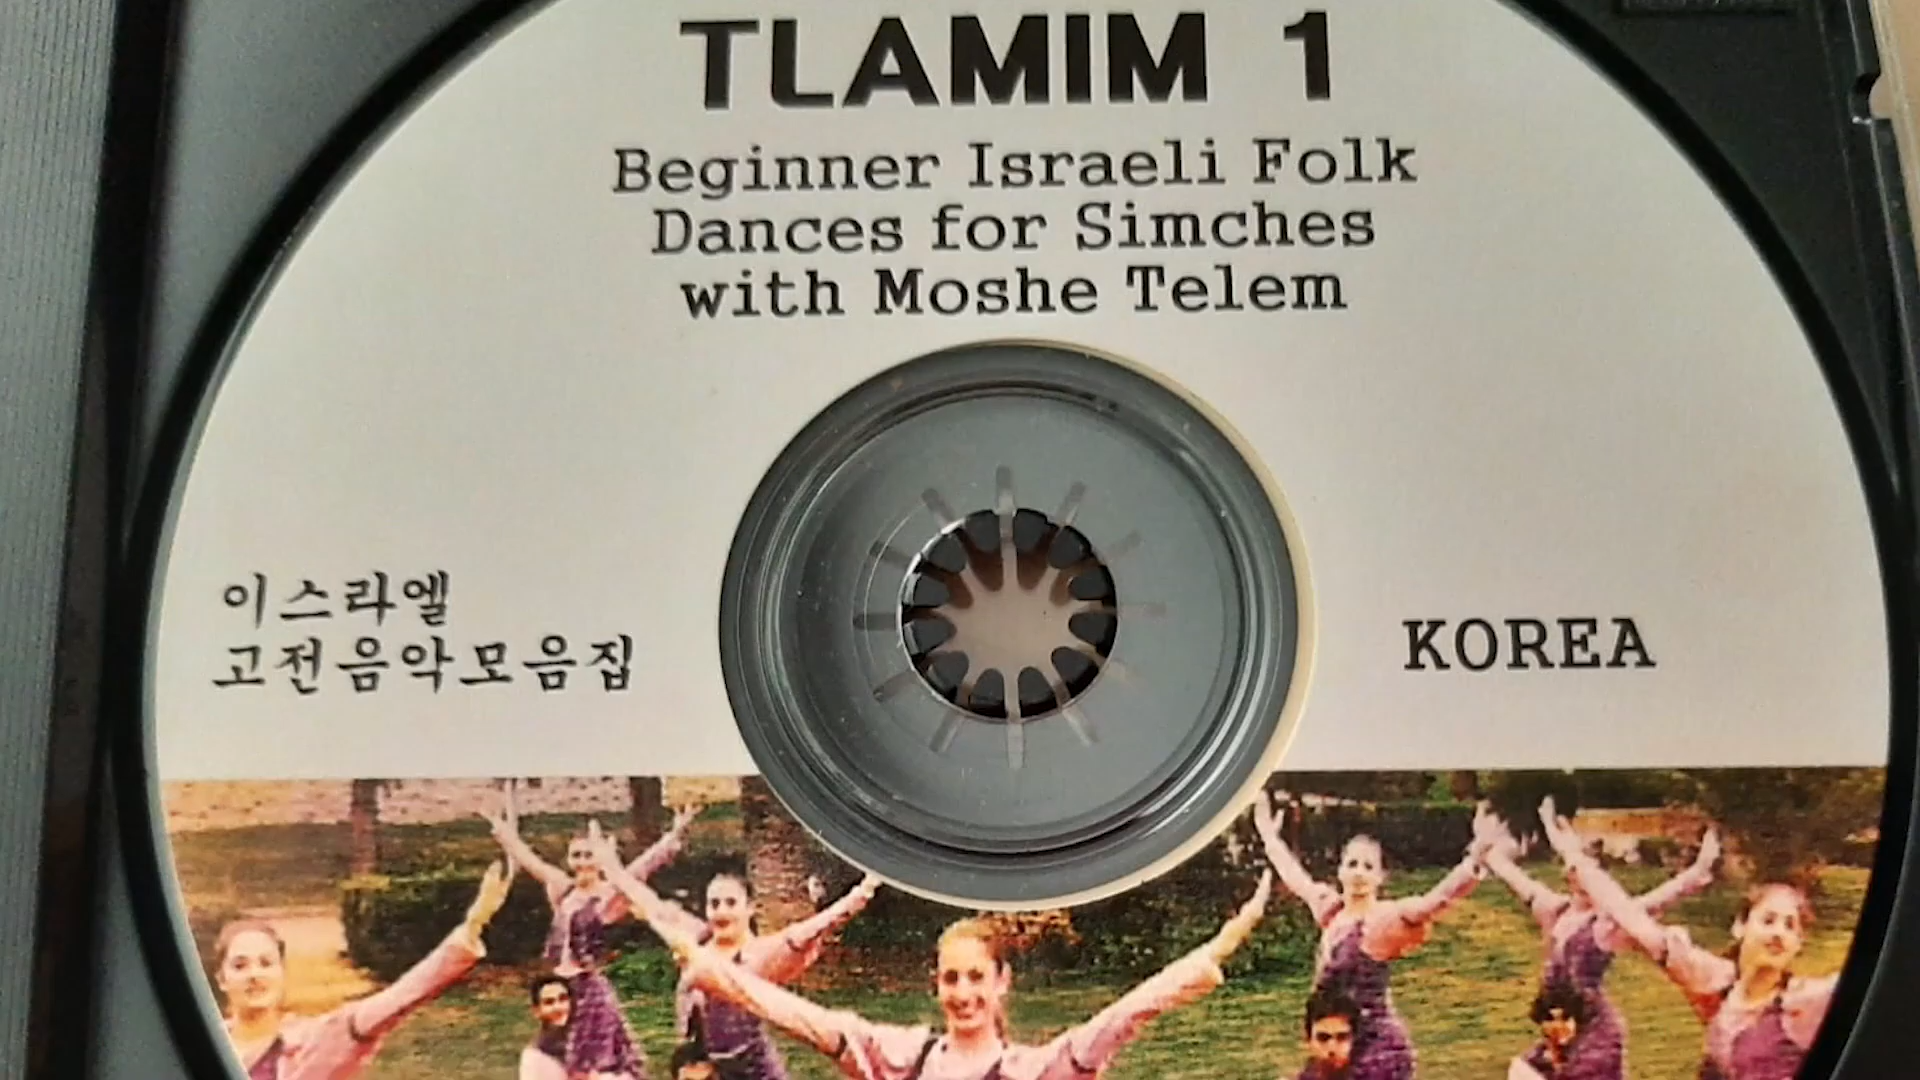 TLAMIM 1
Beginner Israeli Folk
Dances for Simches
with Moshe Telem
이스라엘
고전음악모음집
KOREA